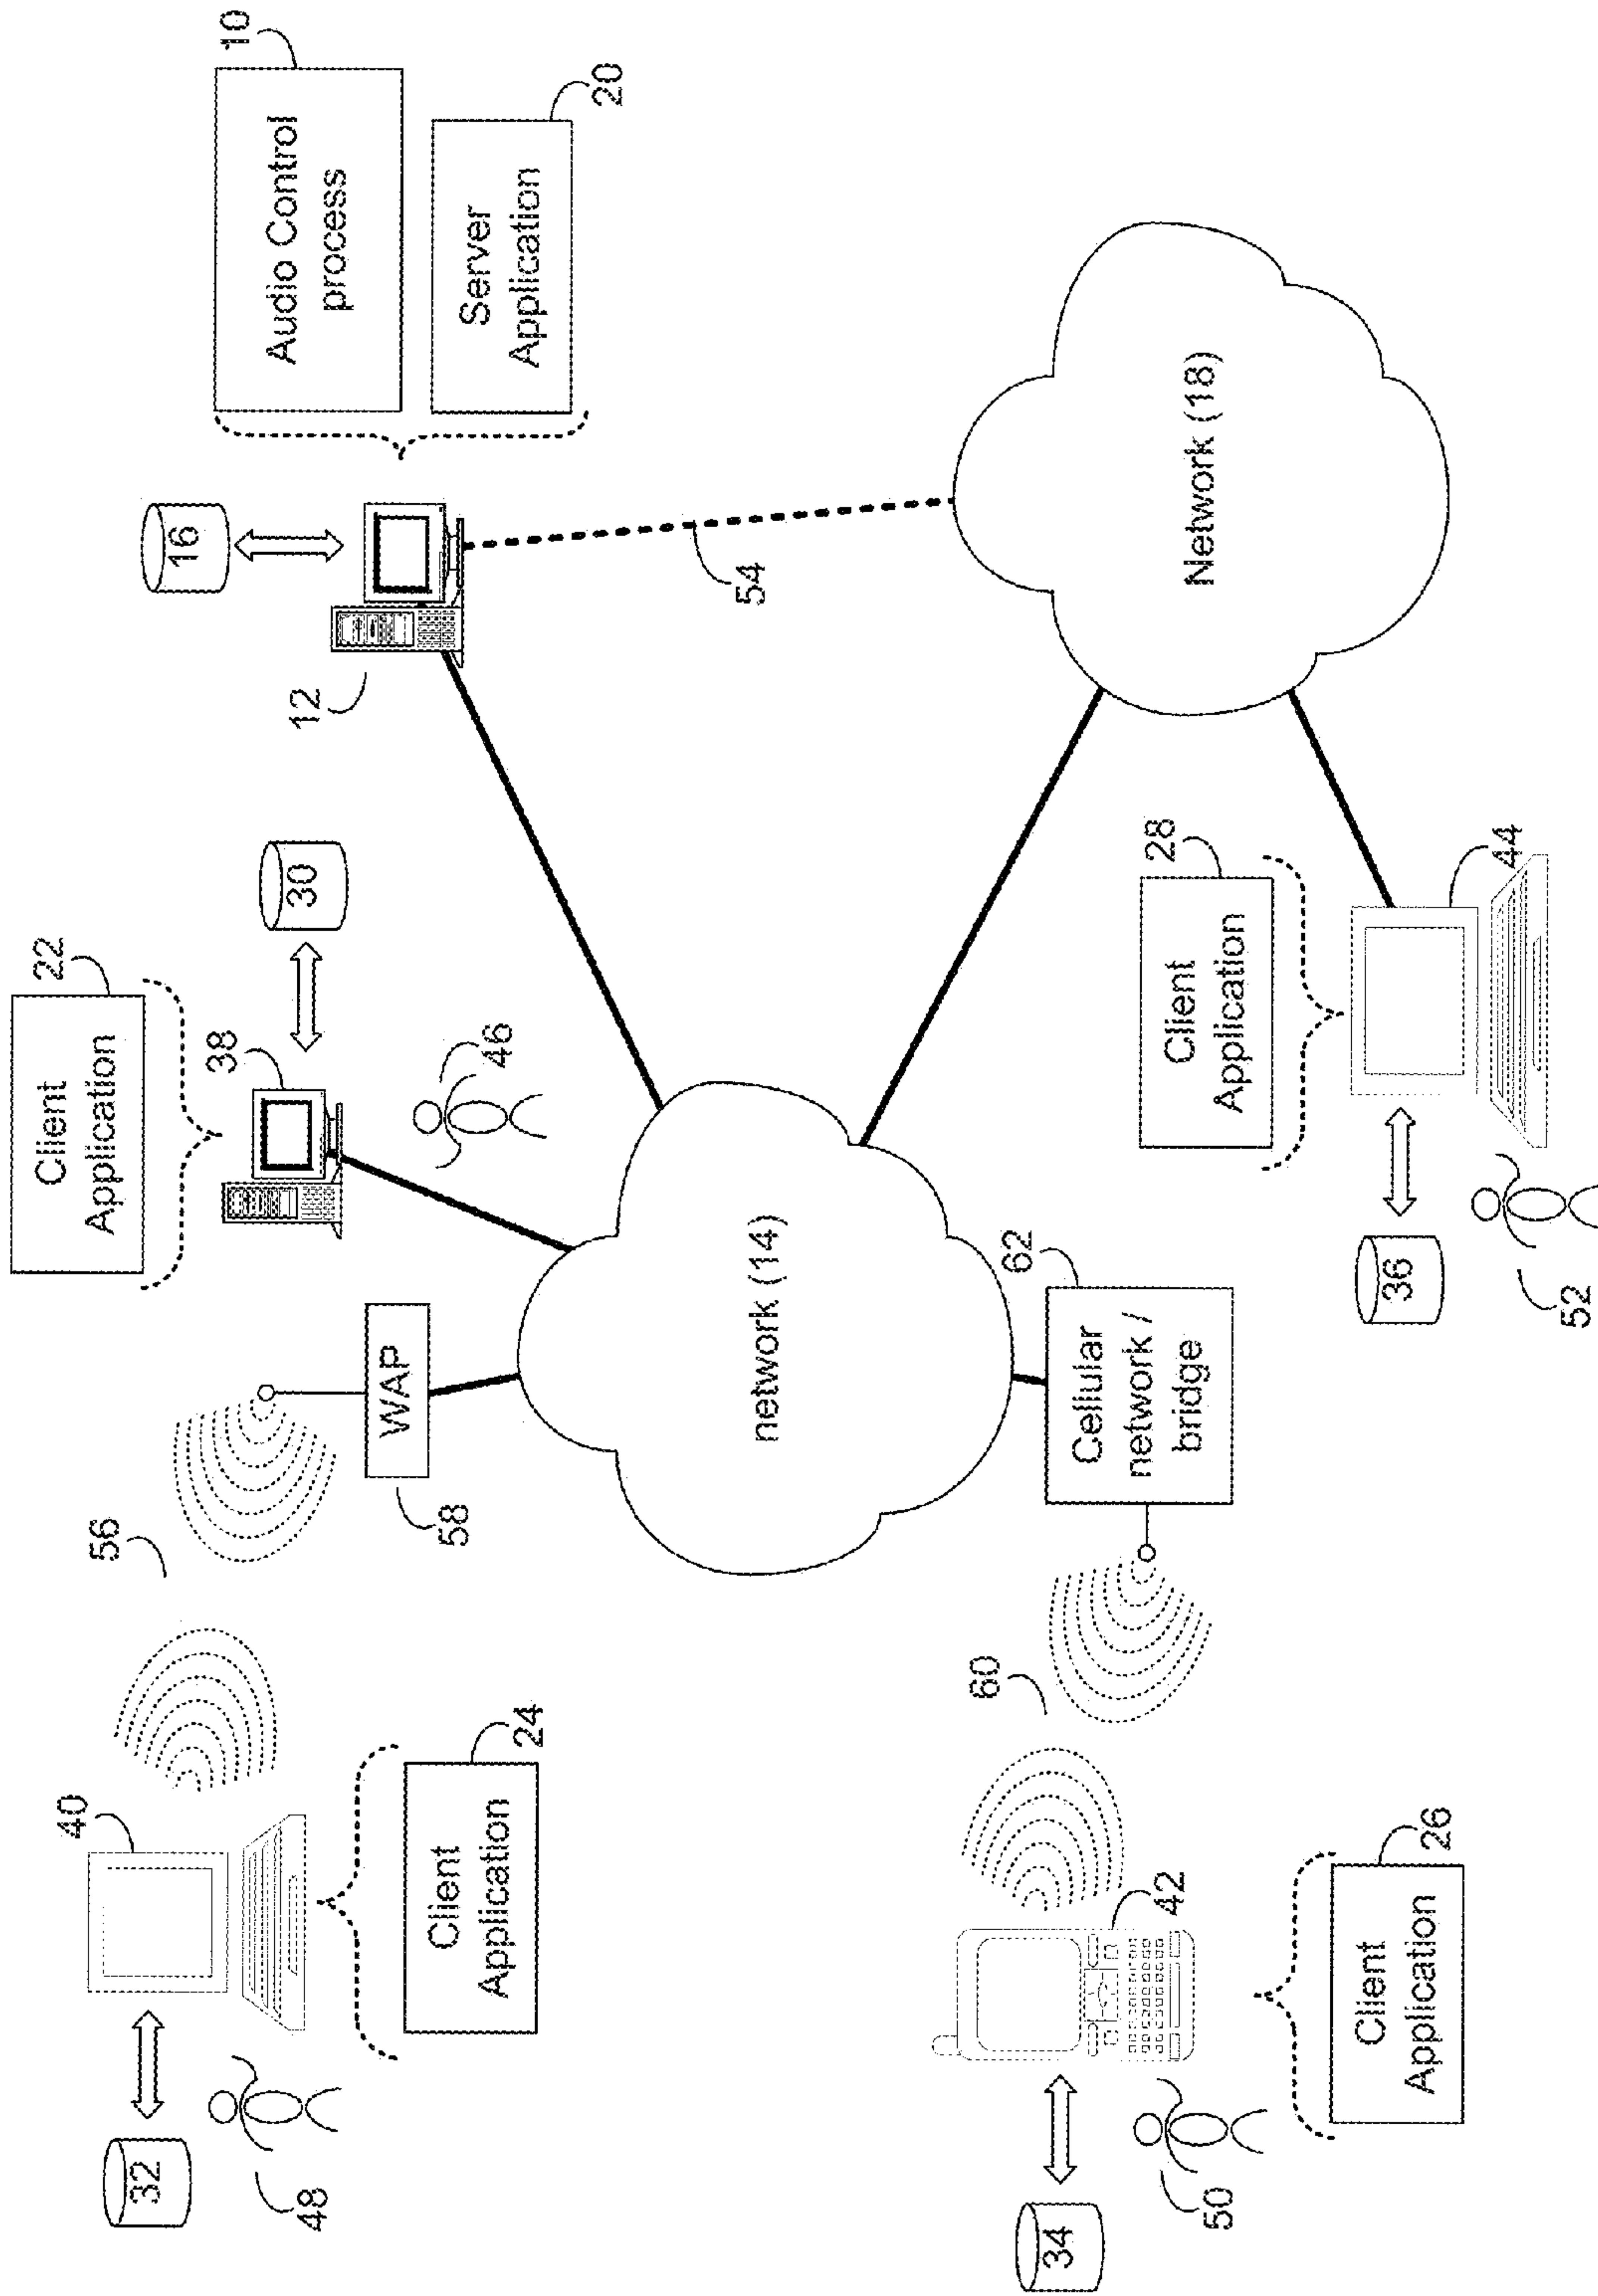 Client
Application
22
40
56
32
16
38
10
Audio Control
process
12
30
48
WAP
58
Client
Application
24
46
Server
Application
20
54
network (14)
60
62
34
Cellular
network /
bridge
42
28
Client
Application
Network (18)
50
Client
Application
26
36
44
52